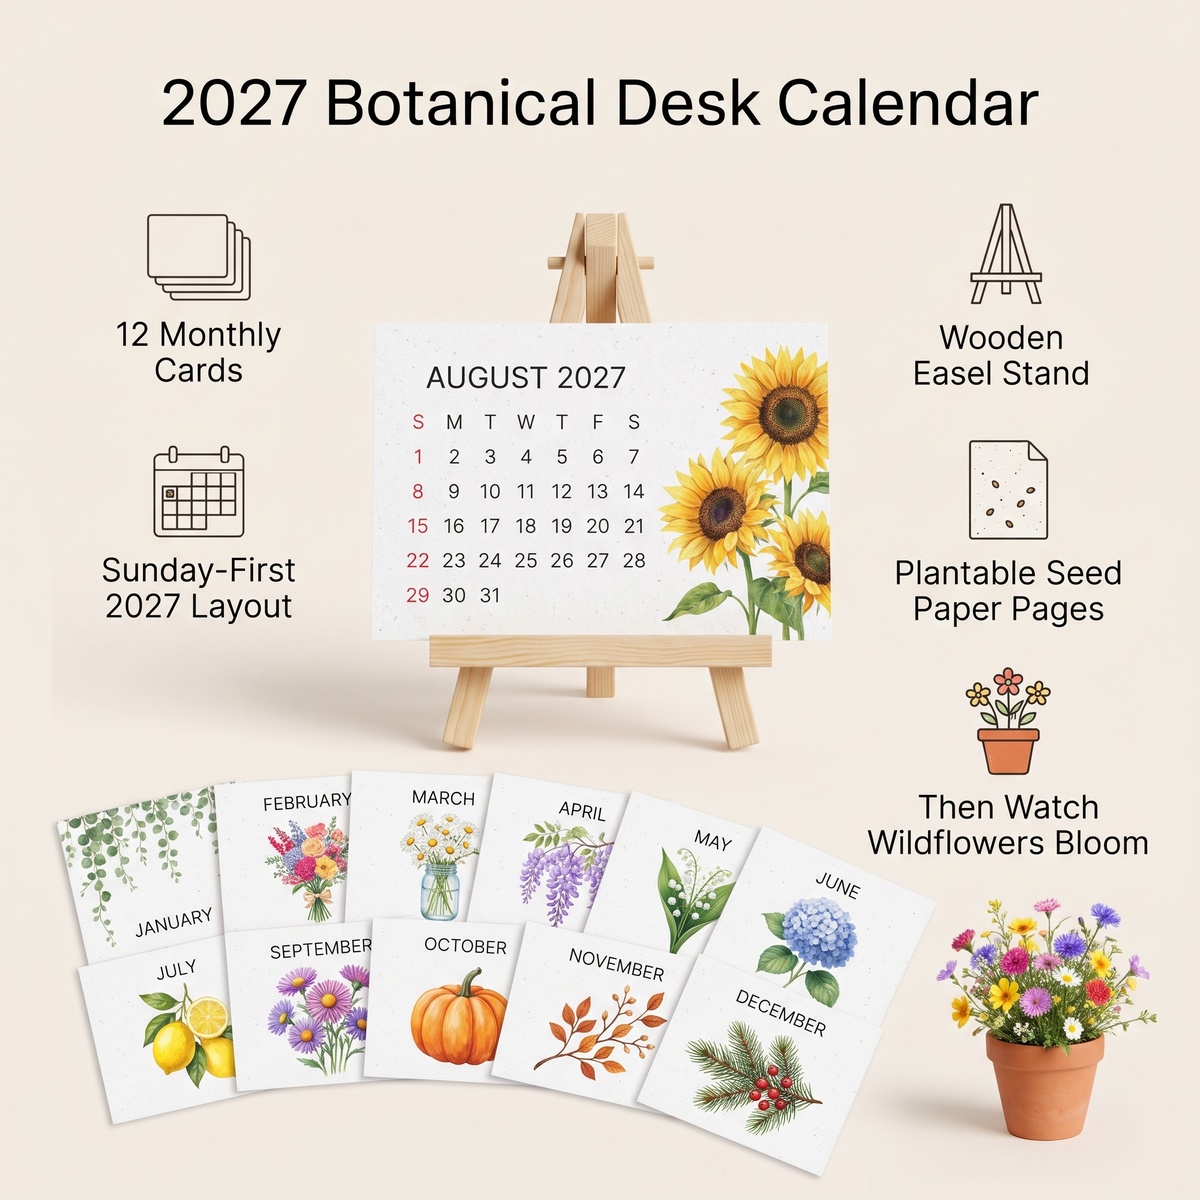 2027 Botanical Desk Calendar
12 Monthly
Cards
Sunday-First
2027 Layout
AUGUST 2027
S M T W T F S
1 2 3 4 5 6 7
8 9 10 11 12 13 14
15 16 17 18 19 20 21
22 23 24 25 26 27 28
29 30 31
Wooden
Easel Stand
Plantable Seed
Paper Pages
Then Watch
Wildflowers Bloom
JANUARY
FEBRUARY
MARCH
APRIL
MAY
JUNE
JULY
SEPTEMBER
OCTOBER
NOVEMBER
DECEMBER